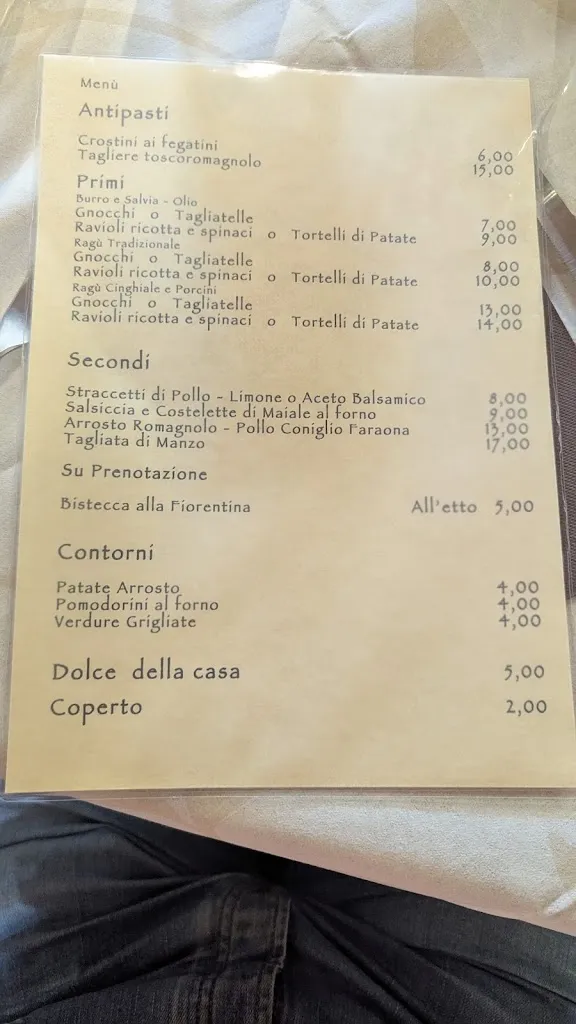 Menù
Antipasti
Crostini ai fegatini 6,00
Tagliere toscoromagnolo 15,00
Primi
Burro e Salvia - Olio
Gnocchi o Tagliatelle 7,00
Ravioli ricotta e spinaci o Tortelli di Patate 9,00
Ragù Tradizionale
Gnocchi o Tagliatelle 8,00
Ravioli ricotta e spinaci o Tortelli di Patate 10,00
Ragù Cinghiale e Porcini
Gnocchi o Tagliatelle 13,00
Ravioli ricotta e spinaci o Tortelli di Patate 14,00
Secondi
Straccetti di Pollo - Limone o Aceto Balsamico 8,00
Salsiccia e Costelette di Maiale al forno 9,00
Arrosto Romagnolo - Pollo Coniglio Faraona 13,00
Tagliata di Manzo 17,00
Su Prenotazione
Bistecca alla Fiorentina All'etto 5,00
Contorni
Patate Arrosto 4,00
Pomodorini al forno 4,00
Verdure Grigliate 4,00
Dolce della casa 5,00
Coperto 2,00